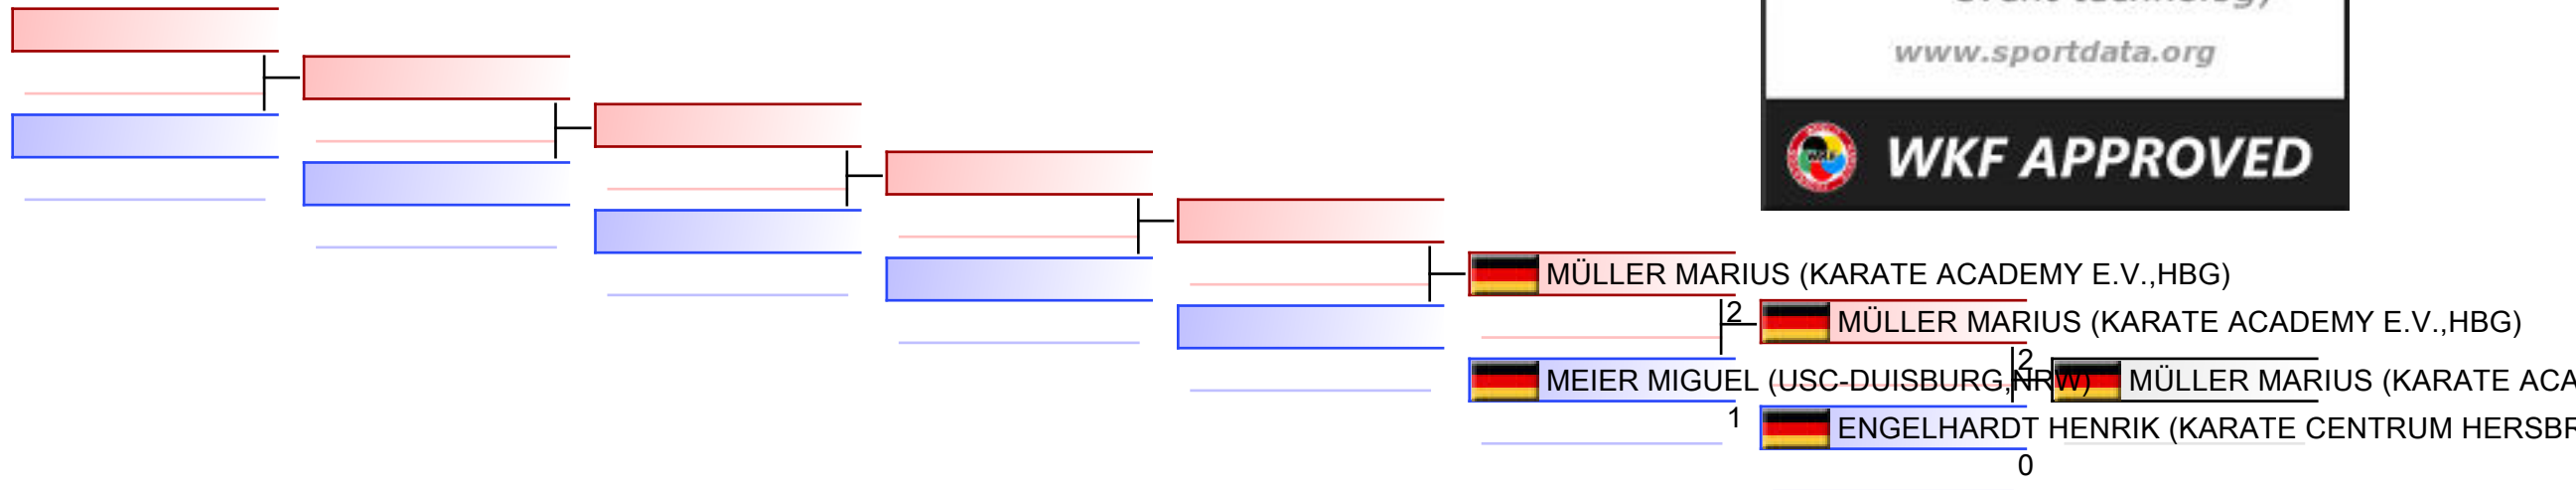 www.sportdata.org
WKF APPROVED
MÜLLER MARIUS (KARATE ACADEMY E.V.,HBG)
2
MÜLLER MARIUS (KARATE ACADEMY E.V.,HBG)
2
MEIER MIGUEL (USC-DUISBURG,NRW)
MÜLLER MARIUS (KARATE ACA
1
ENGELHARDT HENRIK (KARATE CENTRUM HERSBR
0